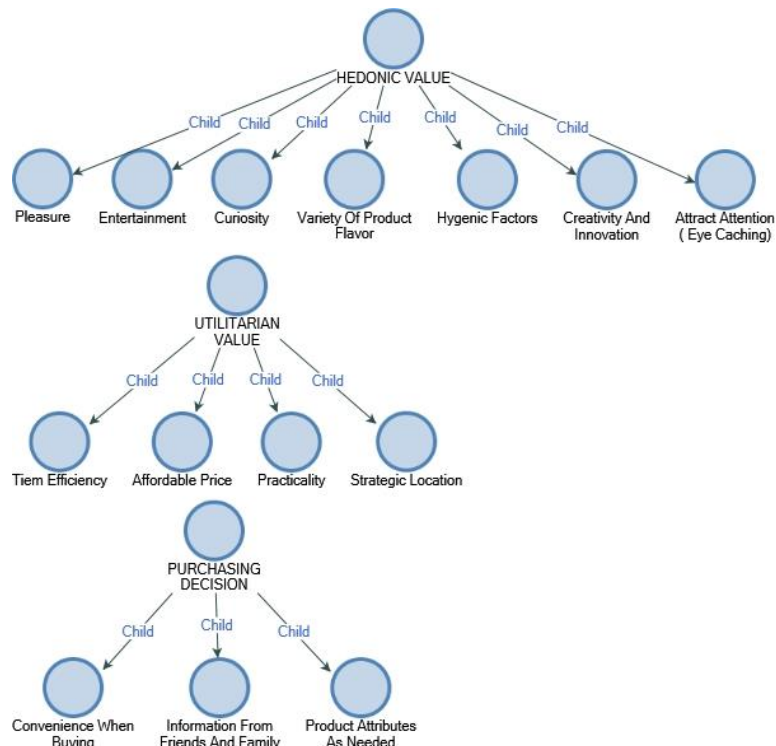 HEDONIC VALUE
Child Child Child Child Child Child Child
Pleasure Entertainment Curiosity Variety Of Product Hygenic Factors Creativity And Attract Attention
Flavor Innovation ( Eye Caching)
UTILITARIAN
VALUE
Child Child Child Child
Tiem Efficiency Affordable Price Practicality Strategic Location
PURCHASING
DECISION
Child Child Child
Convenience When Information From Product Attributes
Buying Friends And Family As Needed